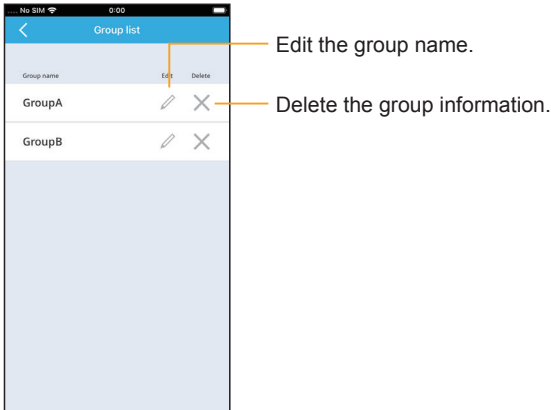 .... No SIM 0:00
Group list
Edit the group name.
Group name Edit Delete
GroupA
Delete the group information.
GroupB